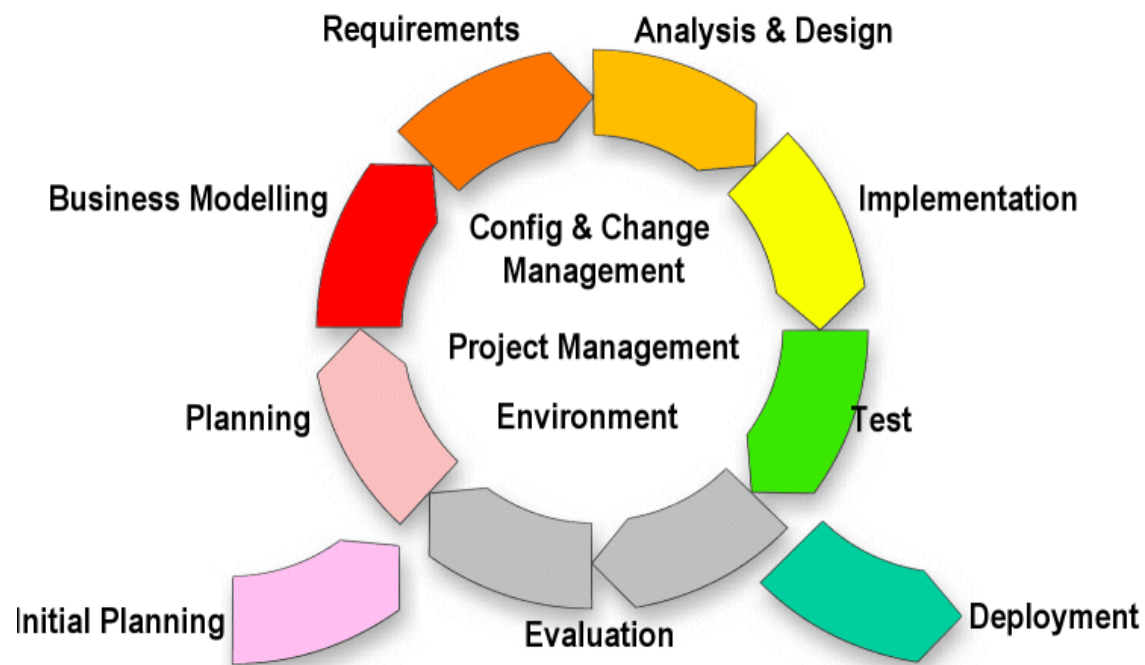 Requirements
Analysis & Design
Business Modelling
Implementation
Config & Change
Management
Project Management
Environment
Planning
Test
Initial Planning
Evaluation
Deployment